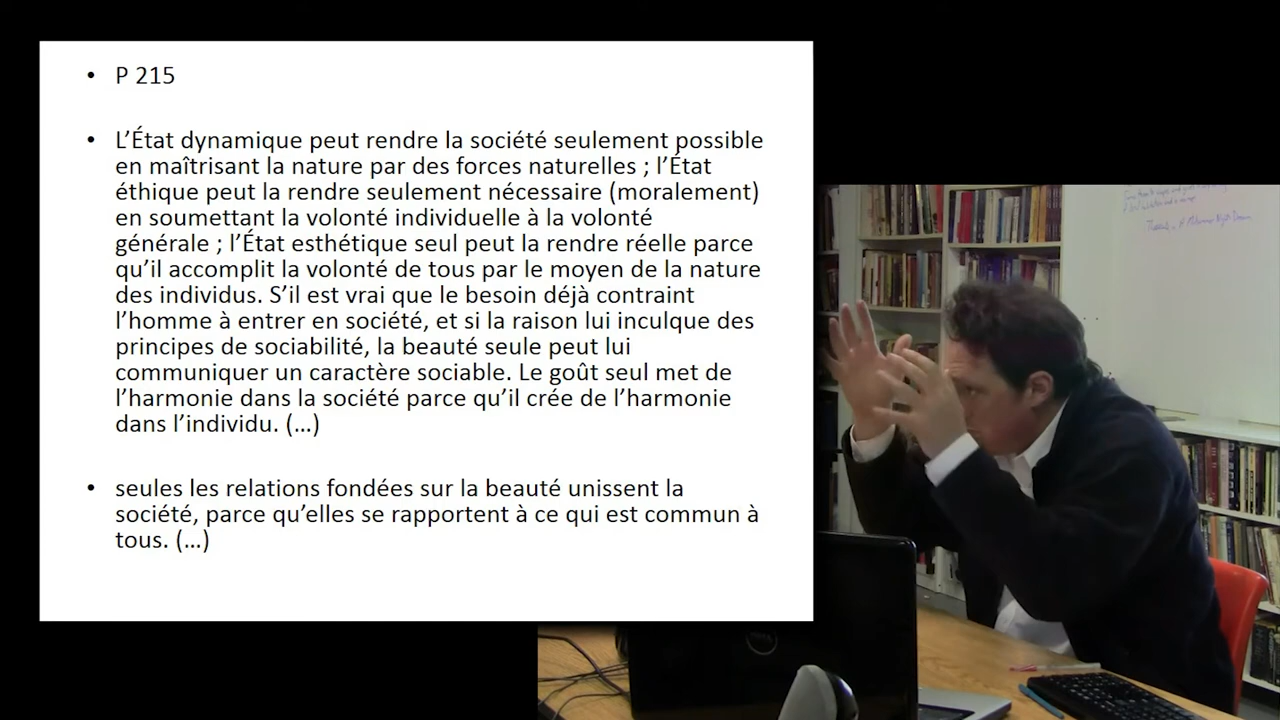 • P 215
• L’État dynamique peut rendre la société seulement possible
en maîtrisant la nature par des forces naturelles ; l’État
éthique peut la rendre seulement nécessaire (moralement)
en soumettant la volonté individuelle à la volonté
générale ; l’État esthétique seul peut la rendre réelle parce
qu’il accomplit la volonté de tous par le moyen de la nature
des individus. S’il est vrai que le besoin déjà contraint
l’homme à entrer en société, et si la raison lui inculque des
principes de sociabilité, la beauté seule peut lui
communiquer un caractère sociable. Le goût seul met de
l’harmonie dans la société parce qu’il crée de l’harmonie
dans l’individu. (…)
• seules les relations fondées sur la beauté unissent la
société, parce qu’elles se rapportent à ce qui est commun à
tous. (…)